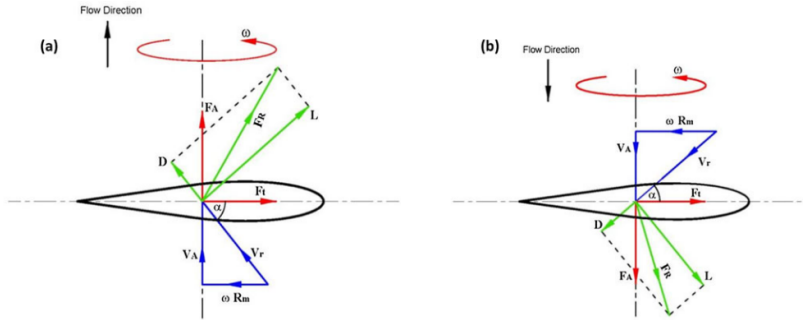 Flow Direction
(a)
ω
FA
FR
L
D
Ft
α
VA
Vr
ω Rm
(b)
Flow Direction
ω
ω Rm
VA
Vr
α
Ft
D
FA
FR
L